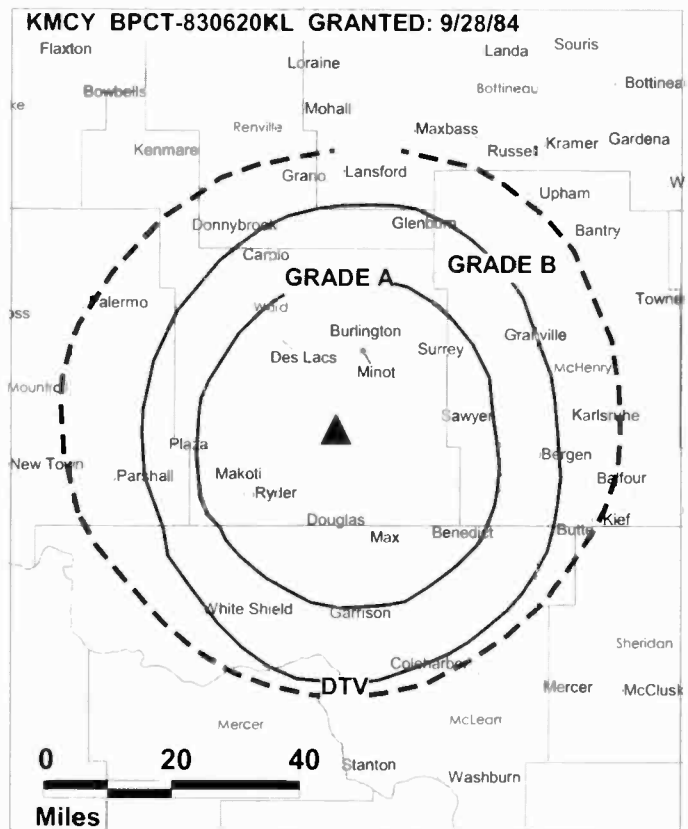 KMCY BPCT-830620KL GRANTED: 9/28/84
Flaxton
Landa
Souris
Loraine
Bowbells
Bottineau
Mohall
Renville
Maxbass
Kramer
Gardena
Kenmare
Russell
Grano
Lansford
Upham
Donnybrook
Glenburn
Bantry
Carpio
GRADE B
GRADE A
Palermo
Ward
Towner
Burlington
Granville
Des Lacs
Surrey
Minot
McHenry
Mountrail
Sawyer
Karlsruhe
Plaza
Bergen
New Town
Parshall
Makoti
Balfour
Ryder
Douglas
Kief
Max
Benedict
Butte
White Shield
Garrison
Sheridan
Coleharbor
DTV
Mercer
McClusk
Mercer
McLean
0 20 40
Stanton
Washburn
Miles